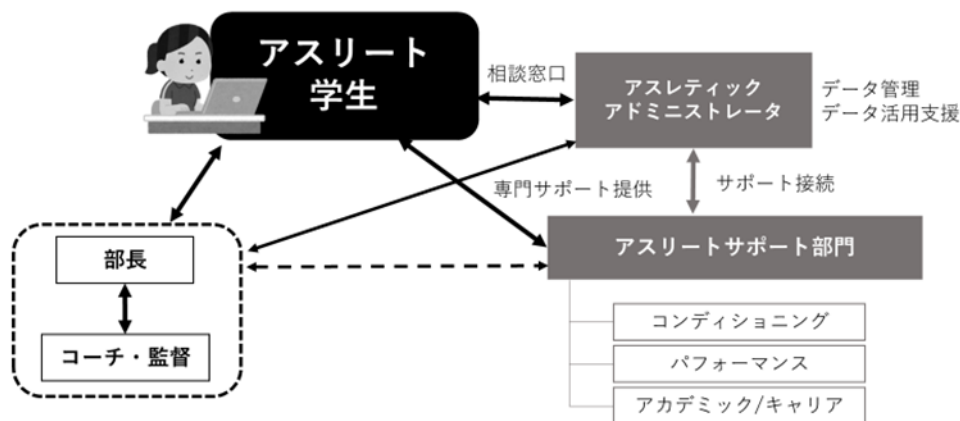 アスリート
学生
相談窓口
アスレティック
アドミニストレータ
データ管理
データ活用支援
専門サポート提供
サポート接続
部長
アスリートサポート部門
コーチ・監督
コンディショニング
パフォーマンス
アカデミック/キャリア